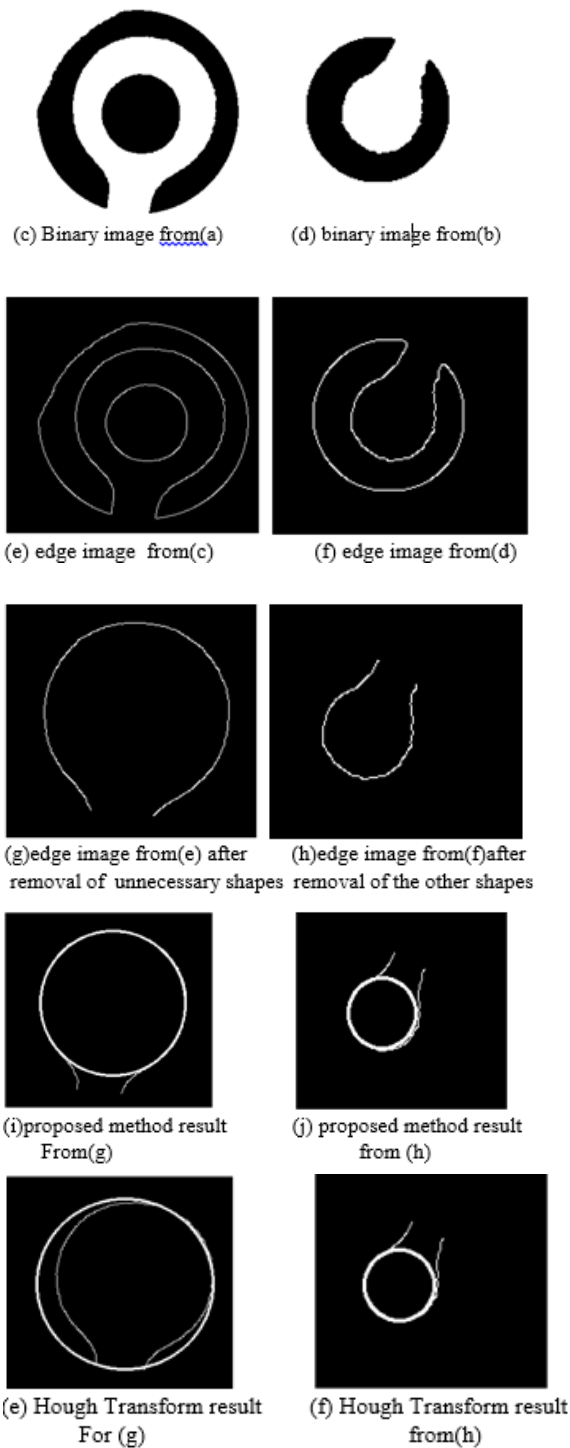 (c) Binary image from(a)
(d) binary image from(b)
(e) edge image from(c)
(f) edge image from(d)
(g)edge image from(e) after
removal of unnecessary shapes
(h)edge image from(f)after
removal of the other shapes
(i)proposed method result
From(g)
(j) proposed method result
from (h)
(e) Hough Transform result
For (g)
(f) Hough Transform result
from(h)